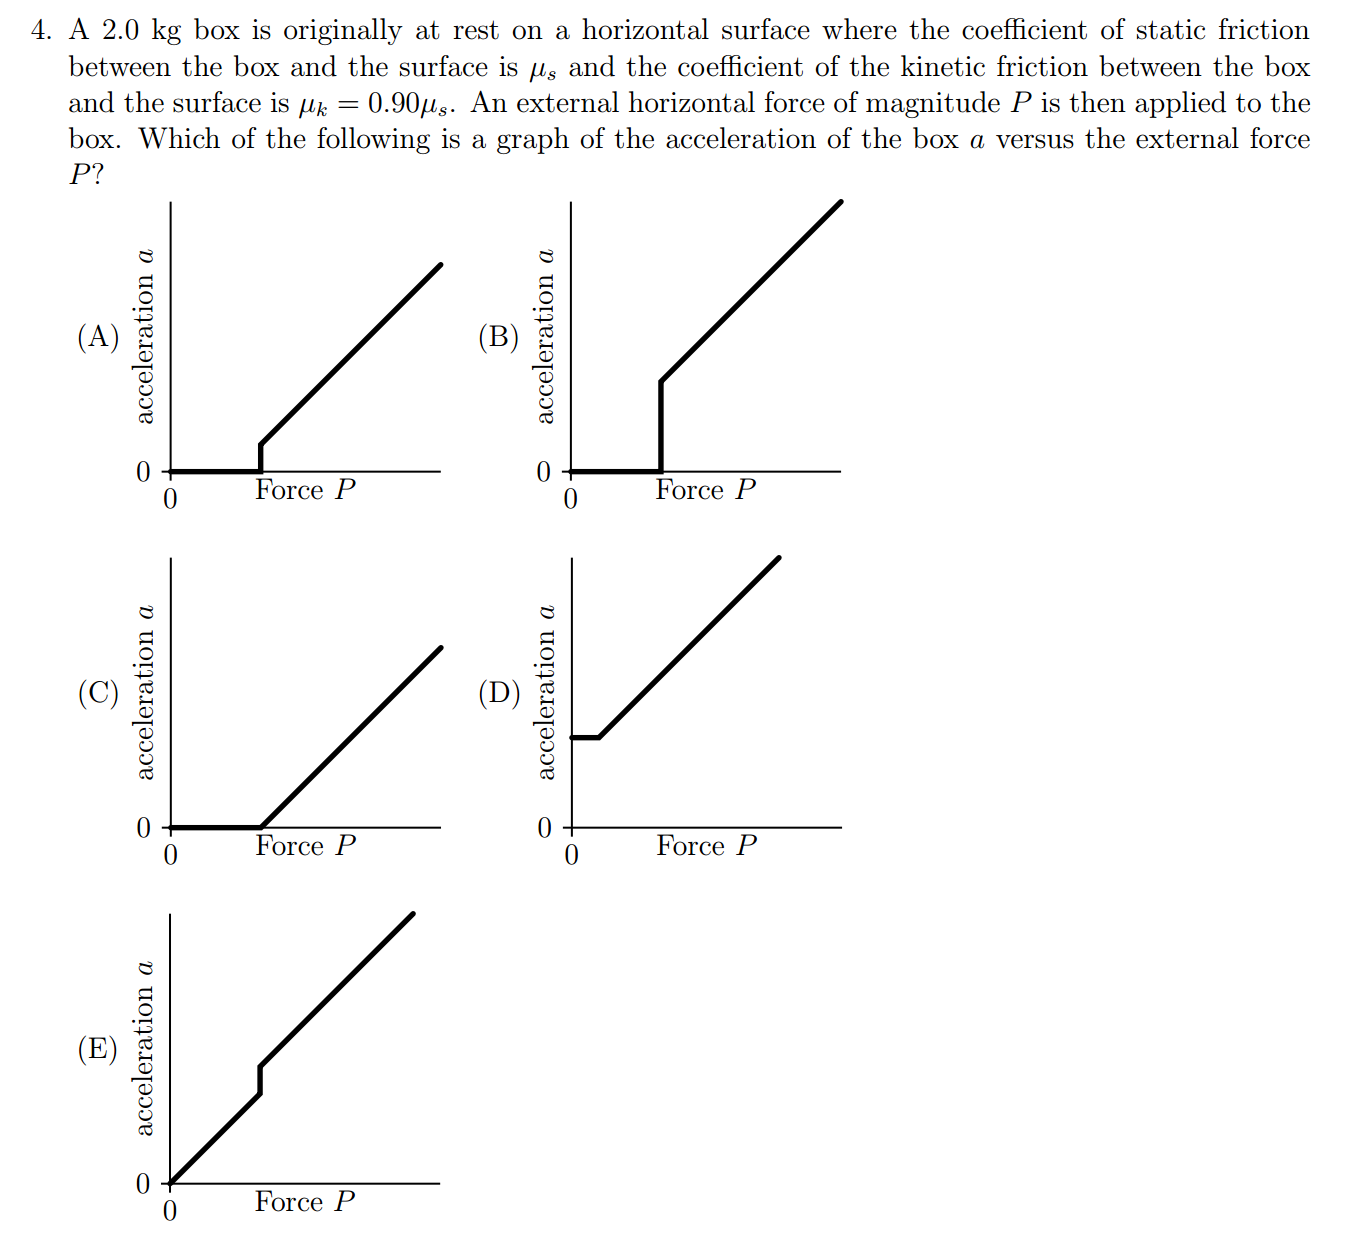 4. A 2.0 kg box is originally at rest on a horizontal surface where the coefficient of static friction
between the box and the surface is μₛ and the coefficient of the kinetic friction between the box
and the surface is μₖ = 0.90μₛ. An external horizontal force of magnitude P is then applied to the
box. Which of the following is a graph of the acceleration of the box a versus the external force
P?
(A)
acceleration a
0
0
Force P
(B)
acceleration a
0
0
Force P
(C)
acceleration a
0
0
Force P
(D)
acceleration a
0
0
Force P
(E)
acceleration a
0
0
Force P